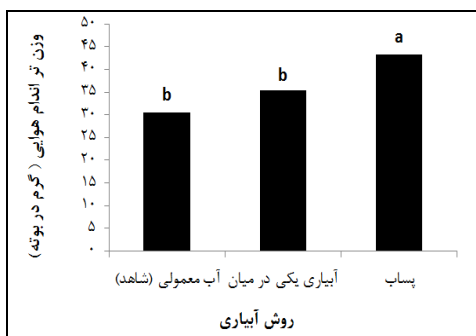 وزن تر اندام هوایی ( گرم در بوته)
۵۰
۴۵
۴۰
۳۵
۳۰
۲۵
۲۰
۱۵
۱۰
۵
۰
b
b
a
آب معمولی (شاهد)
آبیاری یکی در میان
پساب
روش آبیاری